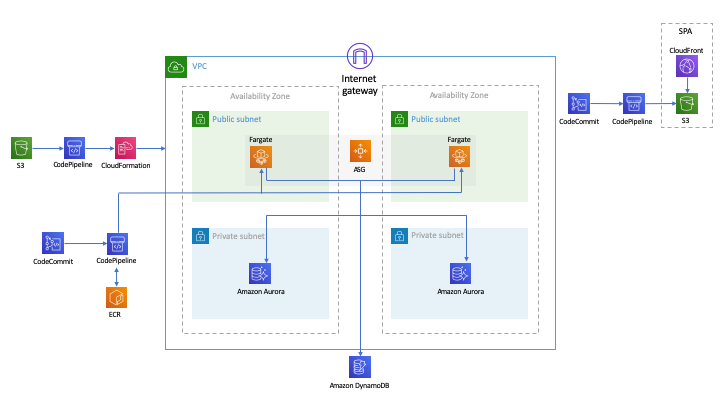 SPA
CloudFront
VPC
Internet
gateway
Availability Zone
Availability Zone
Public subnet
Public subnet
CodeCommit
CodePipeline
S3
Fargate
Fargate
ASG
S3
CodePipeline
CloudFormation
Private subnet
Private subnet
CodeCommit
CodePipeline
Amazon Aurora
Amazon Aurora
ECR
Amazon DynamoDB